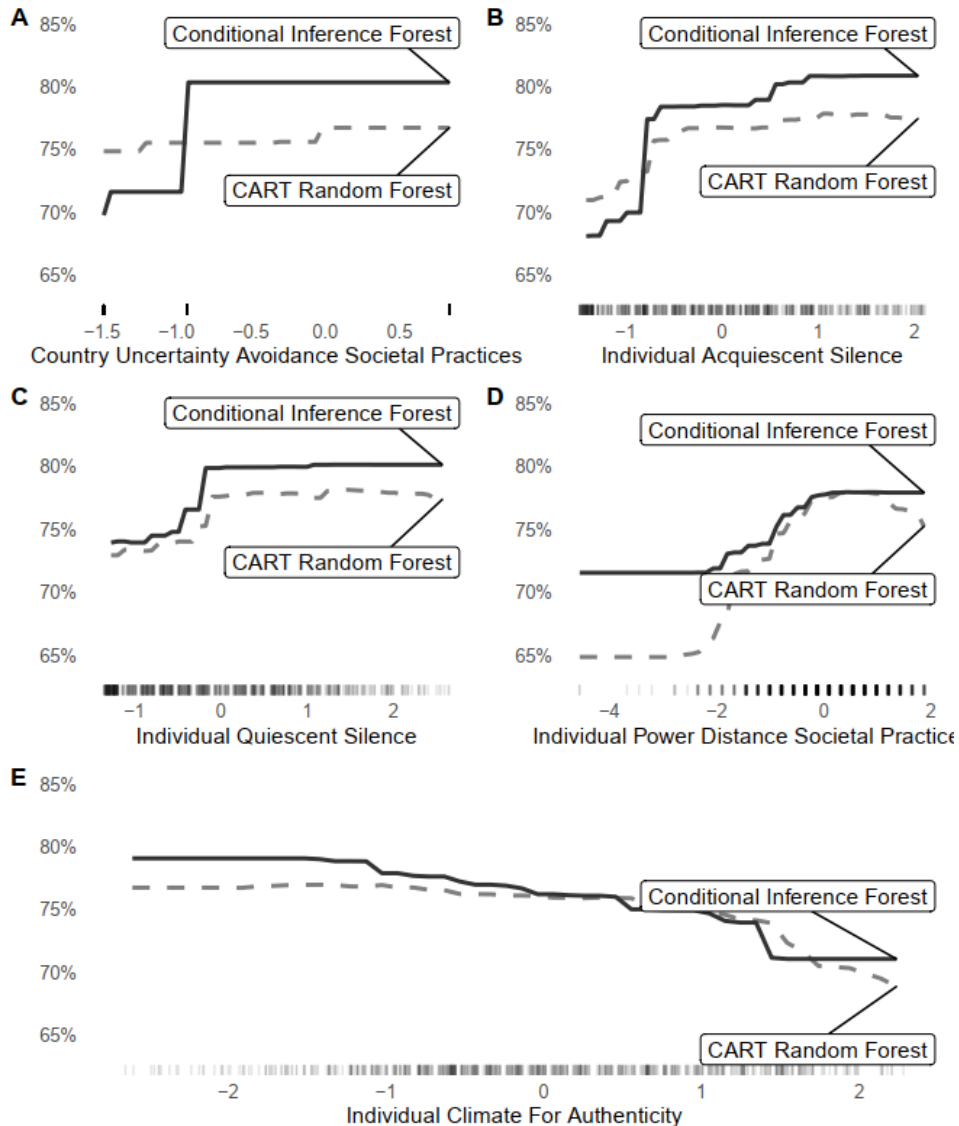 A
85%
80%
75%
70%
65%
Conditional Inference Forest
CART Random Forest
−1.5 −1.0 −0.5 0.0 0.5
Country Uncertainty Avoidance Societal Practices
B
85%
80%
75%
70%
65%
Conditional Inference Forest
CART Random Forest
−1 0 1 2
Individual Acquiescent Silence
C
85%
80%
75%
70%
65%
Conditional Inference Forest
CART Random Forest
−1 0 1 2
Individual Quiescent Silence
D
85%
80%
75%
70%
65%
Conditional Inference Forest
CART Random Forest
−4 −2 0 2
Individual Power Distance Societal Practice
E
85%
80%
75%
70%
65%
Conditional Inference Forest
CART Random Forest
−2 −1 0 1 2
Individual Climate For Authenticity